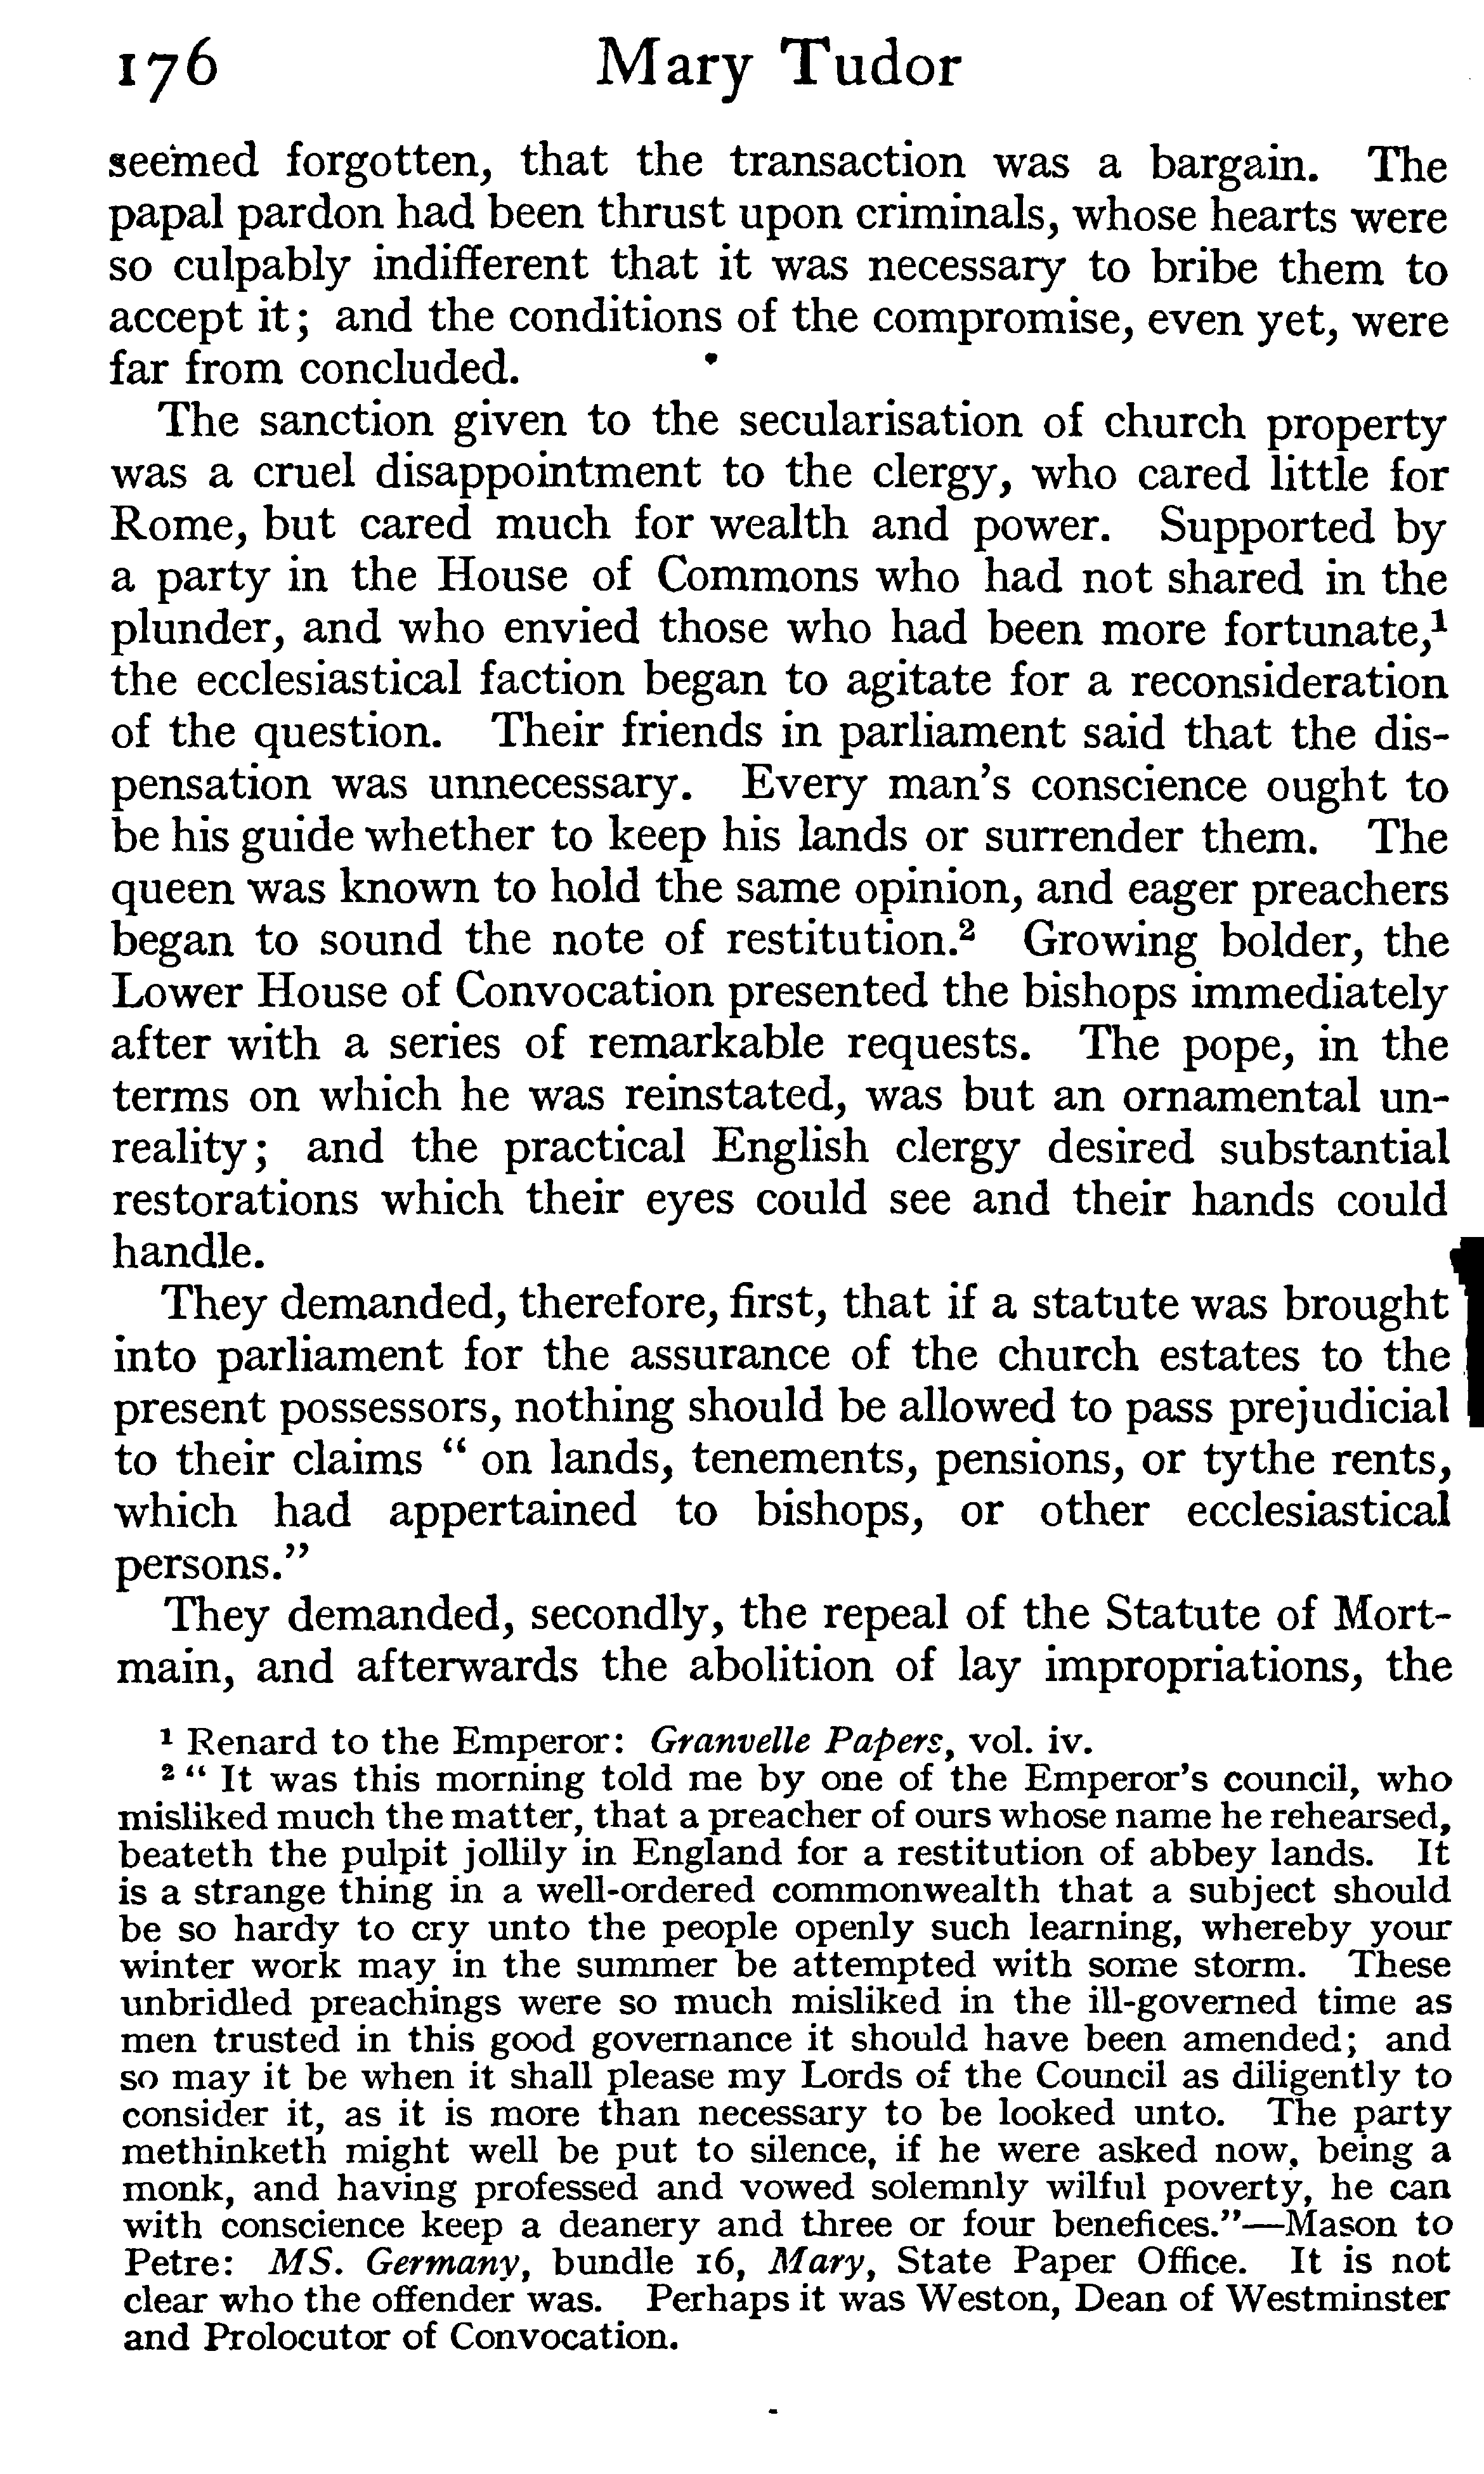 176 Mary Tudor
seemed forgotten, that the transaction was a bargain. The
papal pardon had been thrust upon criminals, whose hearts were
so culpably indifferent that it was necessary to bribe them to
accept it; and the conditions of the compromise, even yet, were
far from concluded.
The sanction given to the secularisation of church property
was a cruel disappointment to the clergy, who cared little for
Rome, but cared much for wealth and power. Supported by
a party in the House of Commons who had not shared in the
plunder, and who envied those who had been more fortunate,¹
the ecclesiastical faction began to agitate for a reconsideration
of the question. Their friends in parliament said that the dis-
pensation was unnecessary. Every man's conscience ought to
be his guide whether to keep his lands or surrender them. The
queen was known to hold the same opinion, and eager preachers
began to sound the note of restitution.² Growing bolder, the
Lower House of Convocation presented the bishops immediately
after with a series of remarkable requests. The pope, in the
terms on which he was reinstated, was but an ornamental un-
reality; and the practical English clergy desired substantial
restorations which their eyes could see and their hands could
handle.
They demanded, therefore, first, that if a statute was brought
into parliament for the assurance of the church estates to the
present possessors, nothing should be allowed to pass prejudicial
to their claims “ on lands, tenements, pensions, or tythe rents,
which had appertained to bishops, or other ecclesiastical
persons.”
They demanded, secondly, the repeal of the Statute of Mort-
main, and afterwards the abolition of lay impropriations, the
¹ Renard to the Emperor: Granvelle Papers, vol. iv.
² “ It was this morning told me by one of the Emperor's council, who
misliked much the matter, that a preacher of ours whose name he rehearsed,
beateth the pulpit jollily in England for a restitution of abbey lands. It
is a strange thing in a well-ordered commonwealth that a subject should
be so hardy to cry unto the people openly such learning, whereby your
winter work may in the summer be attempted with some storm. These
unbridled preachings were so much misliked in the ill-governed time as
men trusted in this good governance it should have been amended; and
so may it be when it shall please my Lords of the Council as diligently to
consider it, as it is more than necessary to be looked unto. The party
methinketh might well be put to silence, if he were asked now, being a
monk, and having professed and vowed solemnly wilful poverty, he can
with conscience keep a deanery and three or four benefices.”—Mason to
Petre: MS. Germany, bundle 16, Mary, State Paper Office. It is not
clear who the offender was. Perhaps it was Weston, Dean of Westminster
and Prolocutor of Convocation.